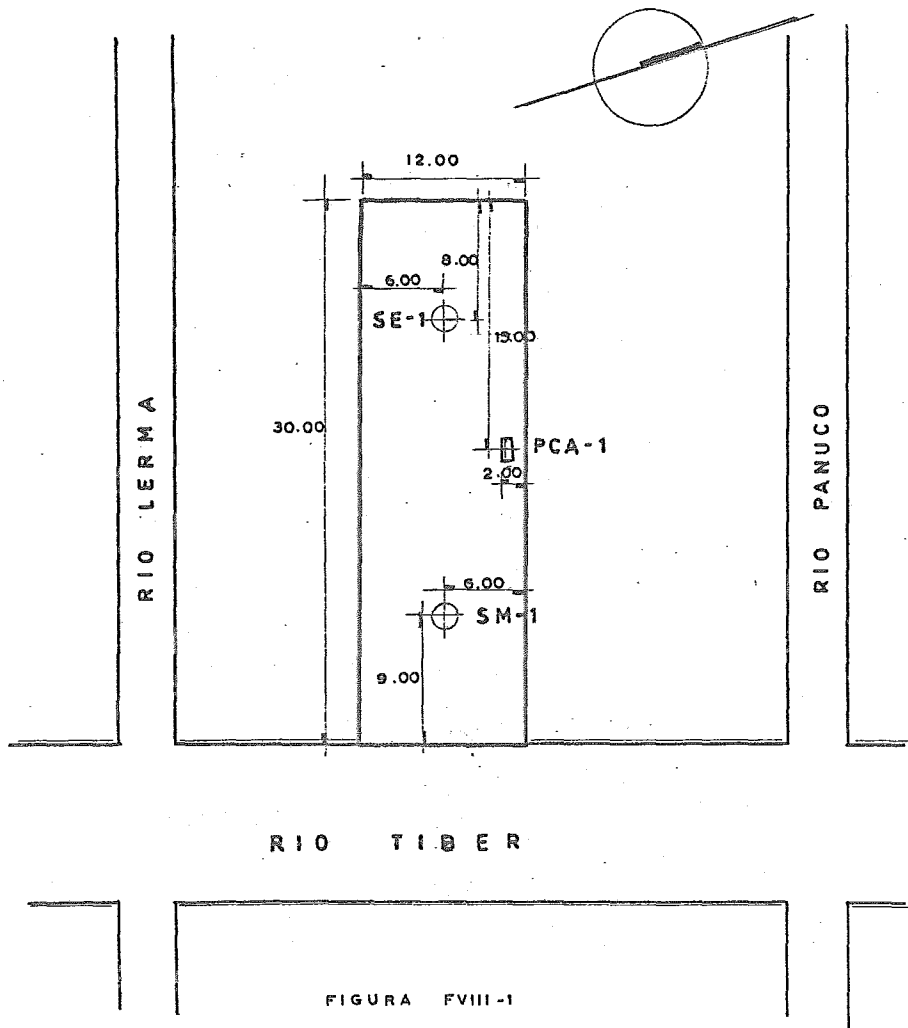 12.00
8.00
6.00
SE-1
15.00
30.00
PCA-1
2.00
RIO LERMA
RIO PANUCO
6.00
SM-1
9.00
RIO TIBER
FIGURA FVIII-1